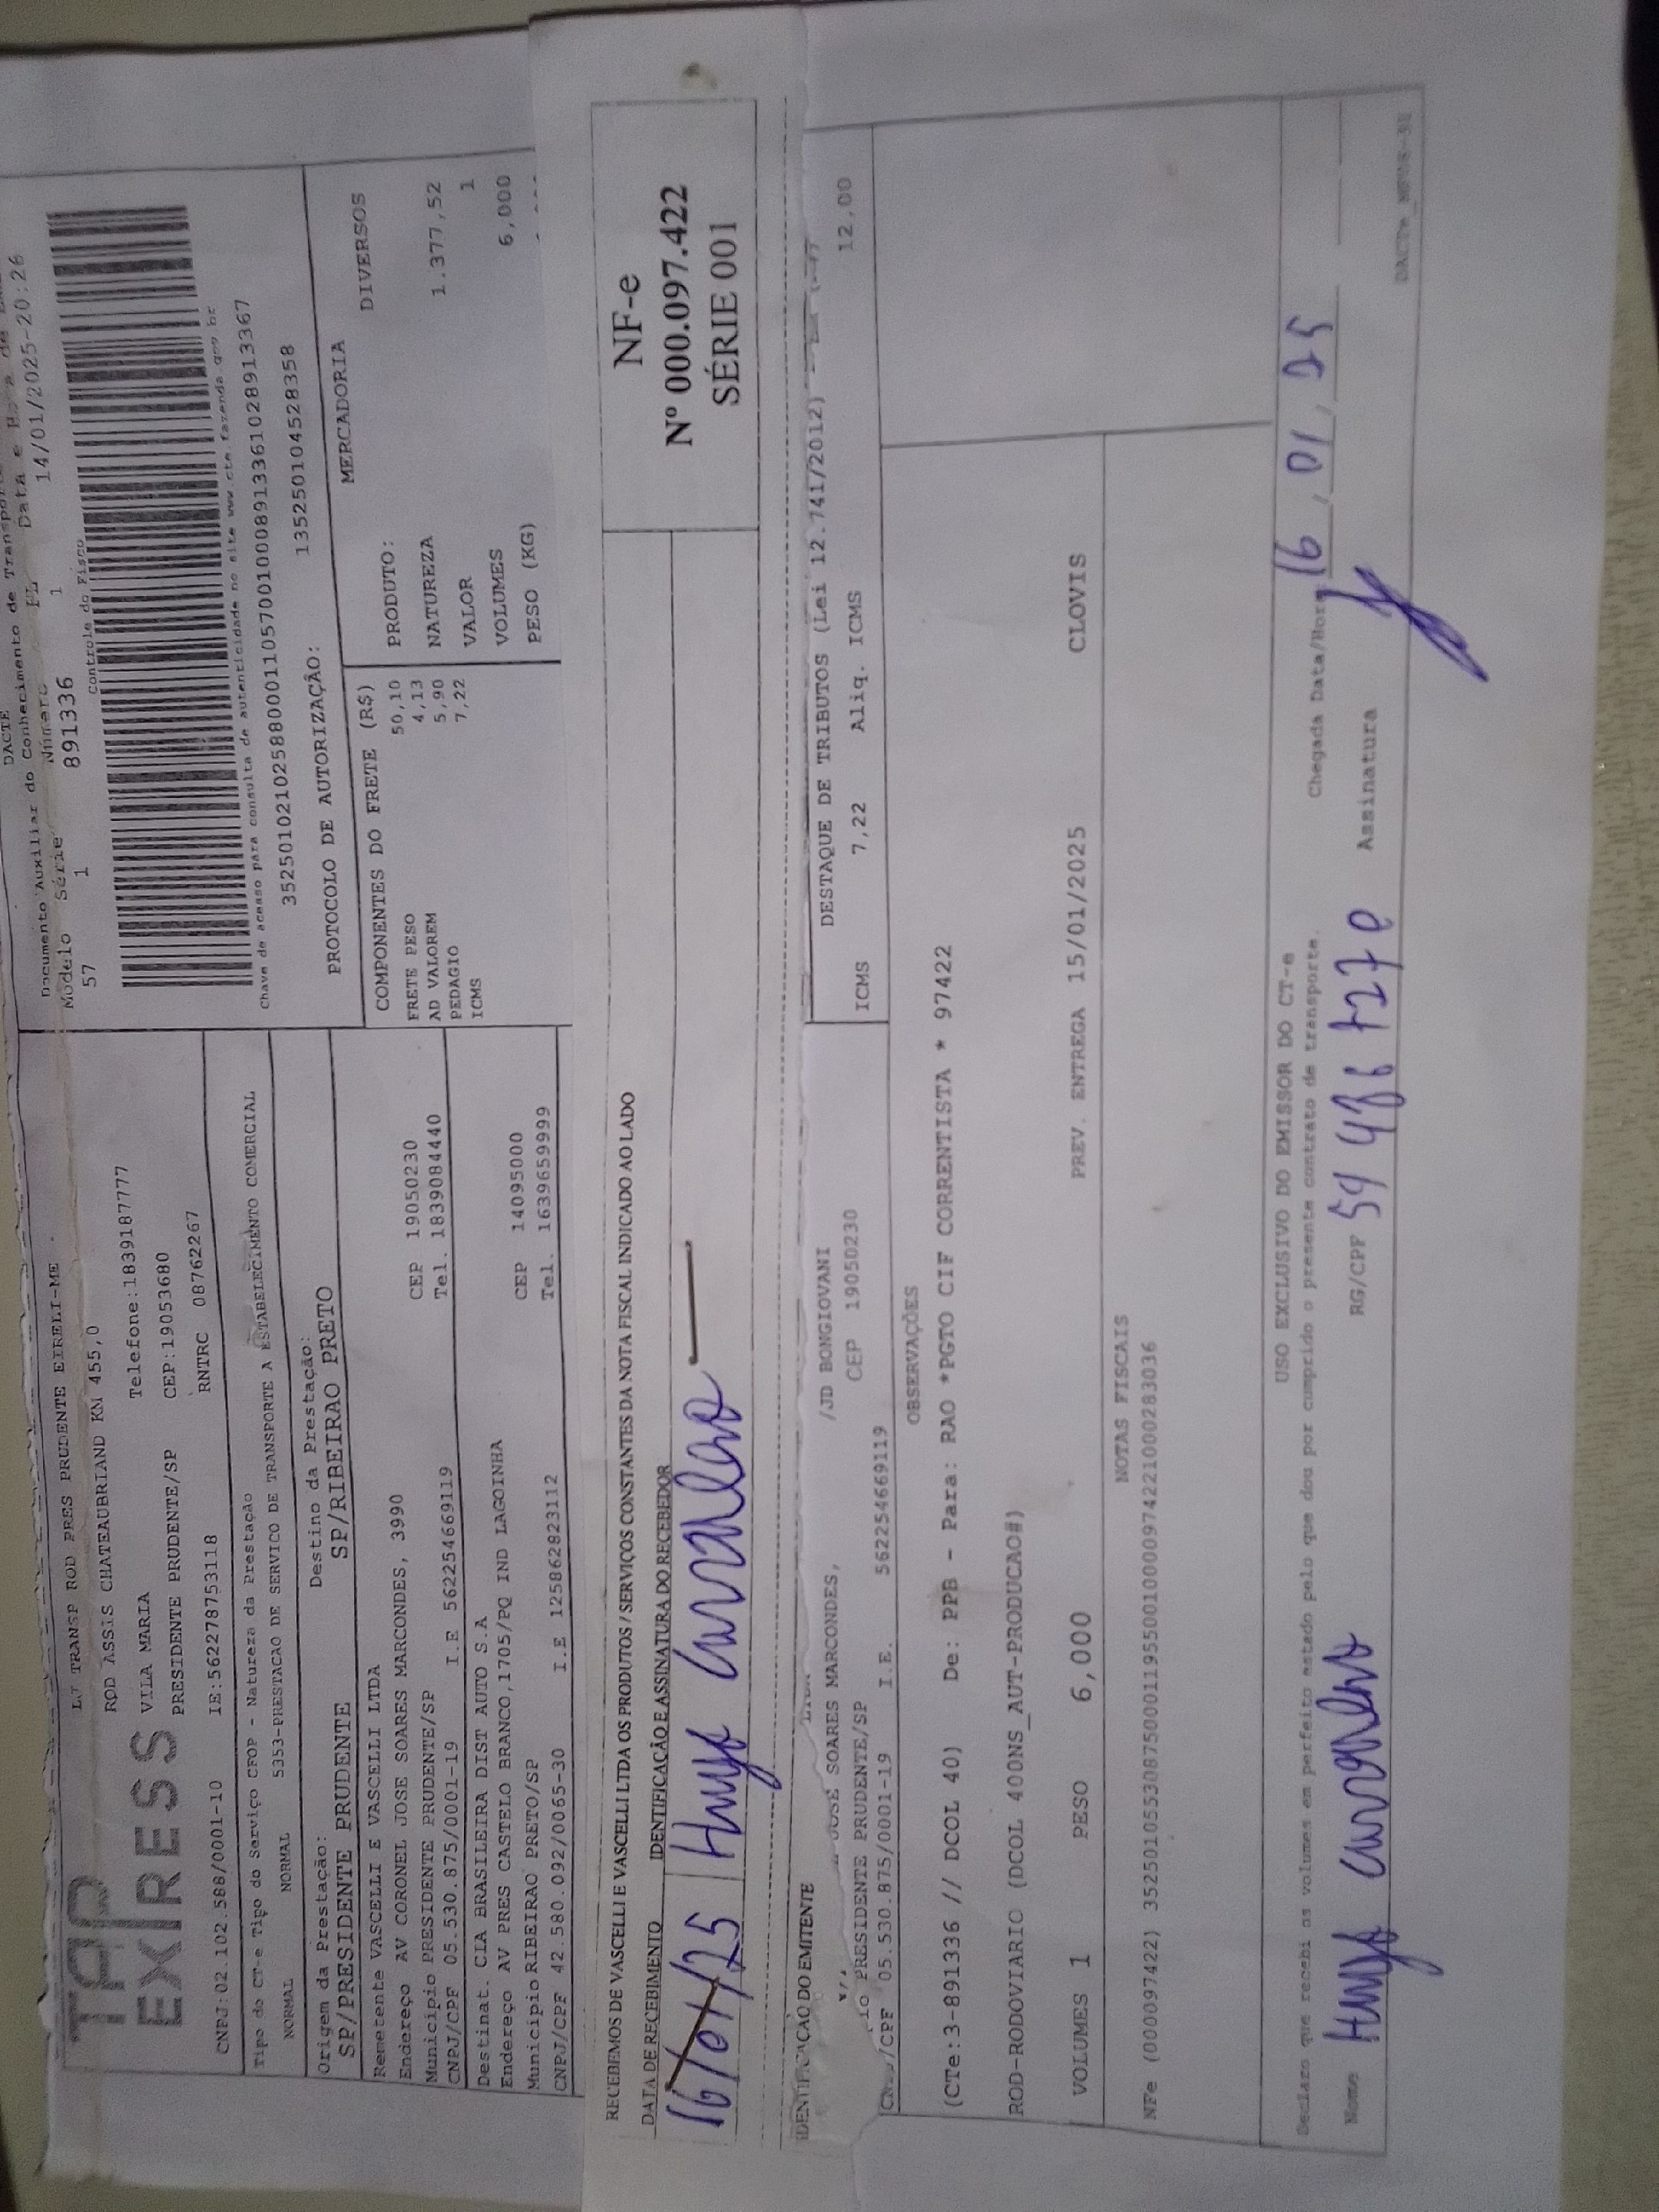 DACTE
Documento Auxiliar do Conhecimento de Transporte
Modelo Série Número FL Data e Hora de
57 1 891336 1 14/01/2025-20:26
Controle do Fisco
Chave de acesso para consulta de autenticidade no site www.cte.fazenda.gov.br
35250102102588000110570010008913361028913367
PROTOCOLO DE AUTORIZAÇÃO: 135250104528358
TPP
EXPRESS
LT TRANSP ROD PRES PRUDENTE EIRELI-ME
ROD ASSIS CHATEAUBRIAND KM 455,0
VILA MARIA Telefone:1839187777
PRESIDENTE PRUDENTE/SP CEP:19053680
CNPJ:02.102.588/0001-10 IE:562278753118 RNTRC 08762267
Tipo do CT-e Tipo do Serviço CFOP - Natureza da Prestação
NORMAL NORMAL 5353-PRESTACAO DE SERVICO DE TRANSPORTE A ESTABELECIMENTO COMERCIAL
Origem da Prestação: Destino da Prestação:
SP/PRESIDENTE PRUDENTE SP/RIBEIRAO PRETO
Remetente VASCELLI E VASCELLI LTDA
Endereço AV CORONEL JOSE SOARES MARCONDES, 3990
Município PRESIDENTE PRUDENTE/SP CEP 19050230
CNPJ/CPF 05.530.875/0001-19 I.E 562254669119 Tel. 1839084440
Destinat. CIA BRASILEIRA DIST AUTO S.A
Endereço AV PRES CASTELO BRANCO,1705/PQ IND LAGOINHA
Município RIBEIRAO PRETO/SP CEP 14095000
CNPJ/CPF 42.580.092/0065-30 I.E 125862823112 Tel. 1639659999
COMPONENTES DO FRETE (R$)
FRETE PESO 50,10
AD VALOREM 4,13
PEDAGIO 5,90
ICMS 7,22
MERCADORIA
PRODUTO: DIVERSOS
NATUREZA
VALOR 1.377,52
VOLUMES 1
PESO (KG) 6,000
RECEBEMOS DE VASCELLI E VASCELLI LTDA OS PRODUTOS / SERVIÇOS CONSTANTES DA NOTA FISCAL INDICADO AO LADO
DATA DE RECEBIMENTO IDENTIFICAÇÃO E ASSINATURA DO RECEBEDOR
16/01/25
NF-e
Nº 000.097.422
SÉRIE 001
IDENTIFICAÇÃO DO EMITENTE
JOSE SOARES MARCONDES, /JD BONGIOVANI
PRESIDENTE PRUDENTE/SP CEP 19050230
CNPJ/CPF 05.530.875/0001-19 I.E. 562254669119
DESTAQUE DE TRIBUTOS (Lei 12.741/2012)
ICMS 7,22 Aliq. ICMS 12,00
OBSERVAÇÕES
(CTe:3-891336 // DCOL 40) De: PPB - Para: RAO *PGTO CIF CORRENTISTA * 97422
ROD-RODOVIARIO (DCOL 400NS_AUT-PRODUCAO#)
VOLUMES 1 PESO 6,000 PREV. ENTREGA 15/01/2025 CLOVIS
NOTAS FISCAIS
NFe (000097422) 35250105530875000119550010000974221000283036
USO EXCLUSIVO DO EMISSOR DO CT-e
Declaro que recebi os volumes em perfeito estado pelo que dou por cumprido o presente contrato de transporte.
Chegada Data/Hora 16, 01, 25
Nome RG/CPF Assinatura